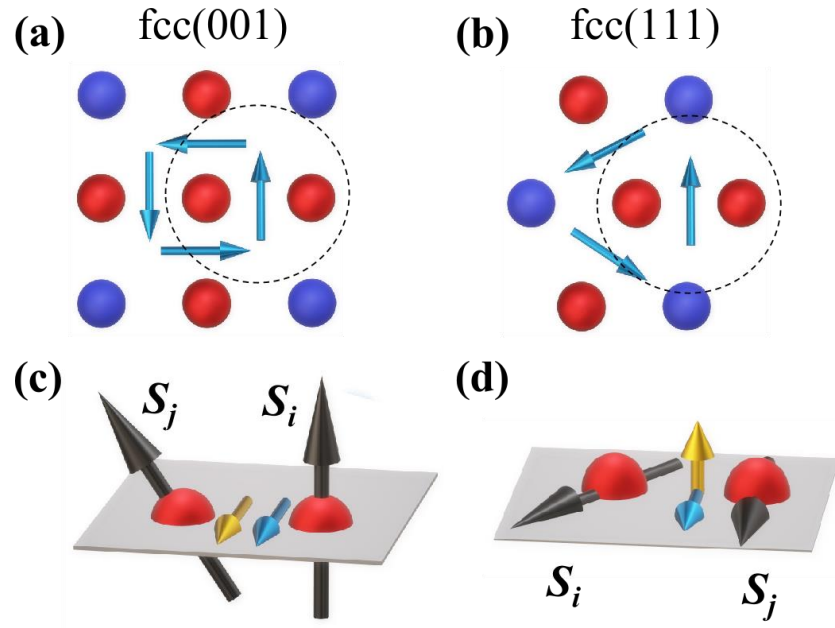 (a) fcc(001)
(b) fcc(111)
(c)
S_j S_i
(d)
S_i S_j